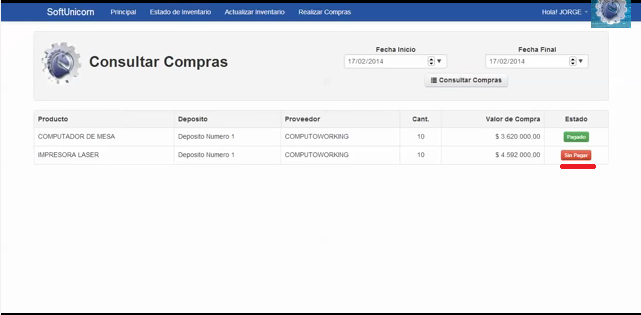 SoftUnicorn Principal Estado de Inventario Actualizar Inventario Realizar Compras Hola! JORGE
Consultar Compras
Fecha Inicio Fecha Final
17/02/2014 17/02/2014
Consultar Compras
Producto Deposito Proveedor Cant. Valor de Compra Estado
COMPUTADOR DE MESA Deposito Numero 1 COMPUTOWORKING 10 $ 3.620.000.00 Pagado
IMPRESORA LASER Deposito Numero 1 COMPUTOWORKING 10 $ 4.592.000.00 Sin Pagar